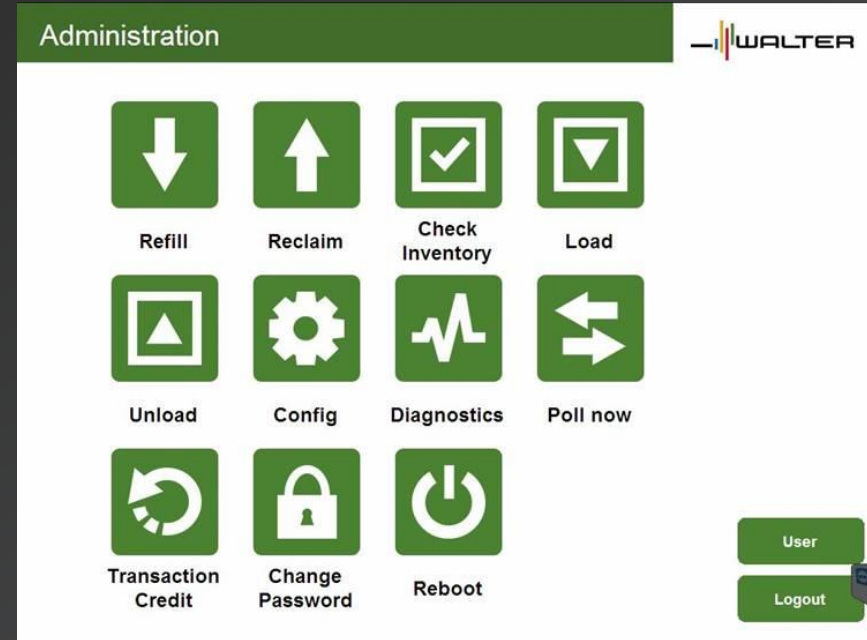 Administration
WALTER
Refill
Reclaim
Check
Inventory
Load
Unload
Config
Diagnostics
Poll now
Transaction
Credit
Change
Password
Reboot
User
Logout